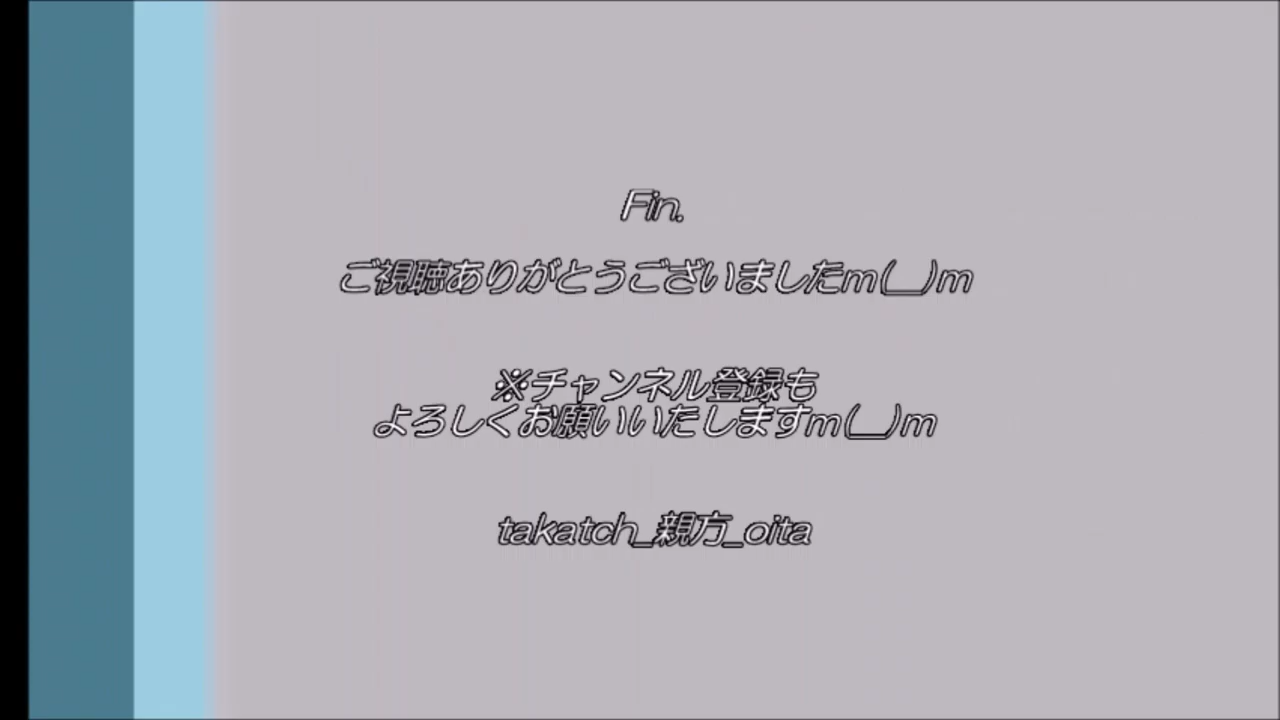 Fin.
ご視聴ありがとうございましたm(__)m
※チャンネル登録も
よろしくお願いいたしますm(__)m
takatch_親方_oita